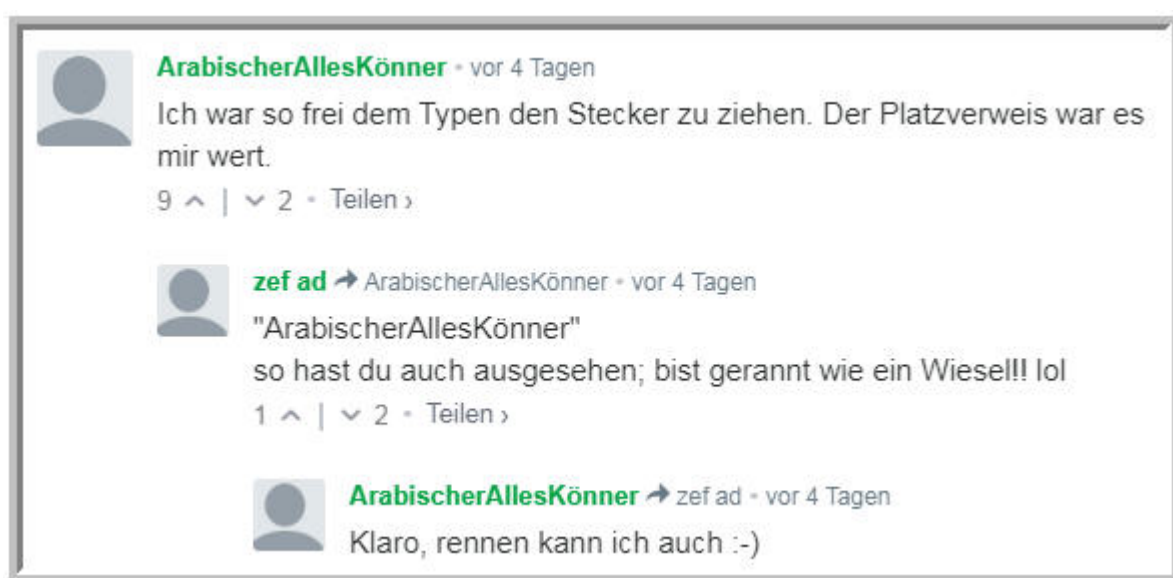 ArabischerAllesKönner • vor 4 Tagen
Ich war so frei dem Typen den Stecker zu ziehen. Der Platzverweis war es
mir wert.
9 | 2 • Teilen ›
zef ad ArabischerAllesKönner • vor 4 Tagen
"ArabischerAllesKönner"
so hast du auch ausgesehen; bist gerannt wie ein Wiesel!! lol
1 | 2 • Teilen ›
ArabischerAllesKönner zef ad • vor 4 Tagen
Klaro, rennen kann ich auch :-)